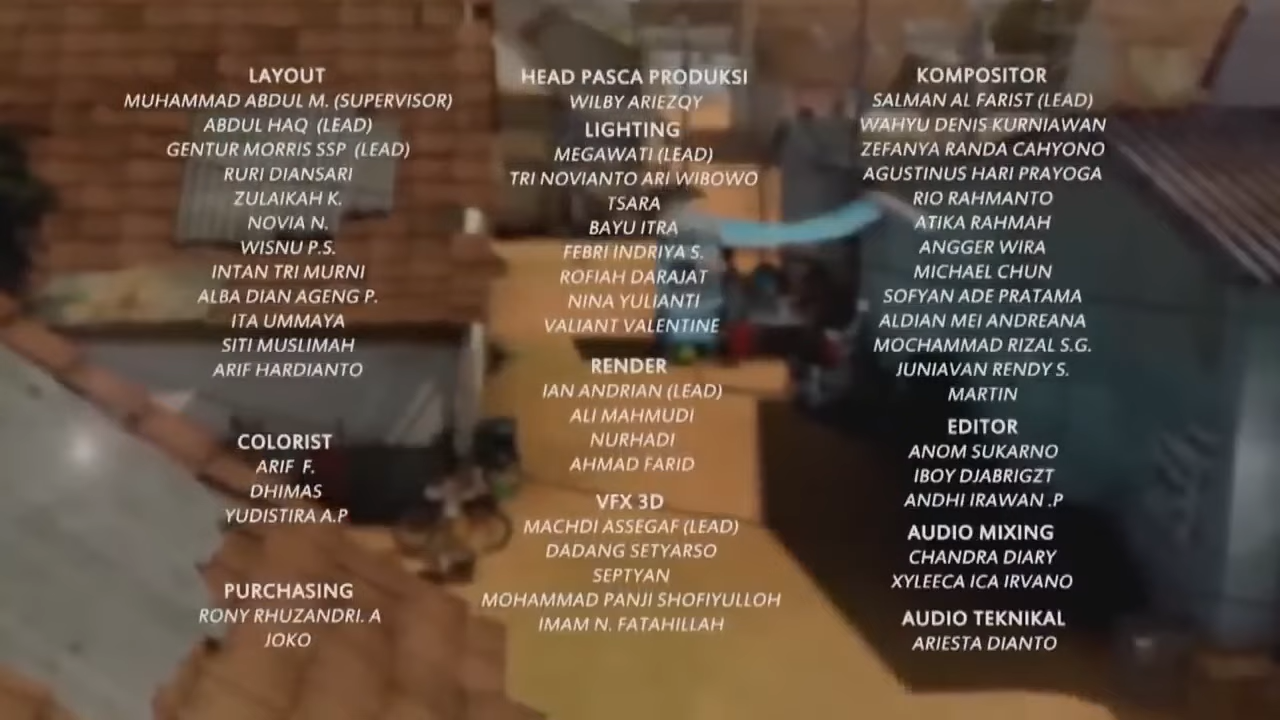 LAYOUT
MUHAMMAD ABDUL M. (SUPERVISOR)
ABDUL HAQ (LEAD)
GENTUR MORRIS SSP (LEAD)
RURI DIANSARI
ZULAIKAH K.
NOVIA N.
WISNU P.S.
INTAN TRI MURNI
ALBA DIAN AGENG P.
ITA UMMAYA
SITI MUSLIMAH
ARIF HARDIANTO
COLORIST
ARIF F.
DHIMAS
YUDISTIRA A.P
PURCHASING
RONY RHUZANDRI. A
JOKO
HEAD PASCA PRODUKSI
WILBY ARIEZQY
LIGHTING
MEGAWATI (LEAD)
TRI NOVIANTO ARI WIBOWO
TSARA
BAYU ITRA
FEBRI INDRIYA S.
ROFIAH DARAJAT
NINA YULIANTI
VALIANT VALENTINE
RENDER
IAN ANDRIAN (LEAD)
ALI MAHMUDI
NURHADI
AHMAD FARID
VFX 3D
MACHDI ASSEGAF (LEAD)
DADANG SETYARSO
SEPTYAN
MOHAMMAD PANJI SHOFIYULLOH
IMAM N. FATAHILLAH
KOMPOSITOR
SALMAN AL FARIST (LEAD)
WAHYU DENIS KURNIAWAN
ZEFANYA RANDA CAHYONO
AGUSTINUS HARI PRAYOGA
RIO RAHMANTO
ATIKA RAHMAH
ANGGER WIRA
MICHAEL CHUN
SOFYAN ADE PRATAMA
ALDIAN MEI ANDREANA
MOCHAMMAD RIZAL S.G.
JUNIAVAN RENDY S.
MARTIN
EDITOR
ANOM SUKARNO
IBOY DJABRIGZT
ANDHI IRAWAN .P
AUDIO MIXING
CHANDRA DIARY
XYLEECA ICA IRVANO
AUDIO TEKNIKAL
ARIESTA DIANTO